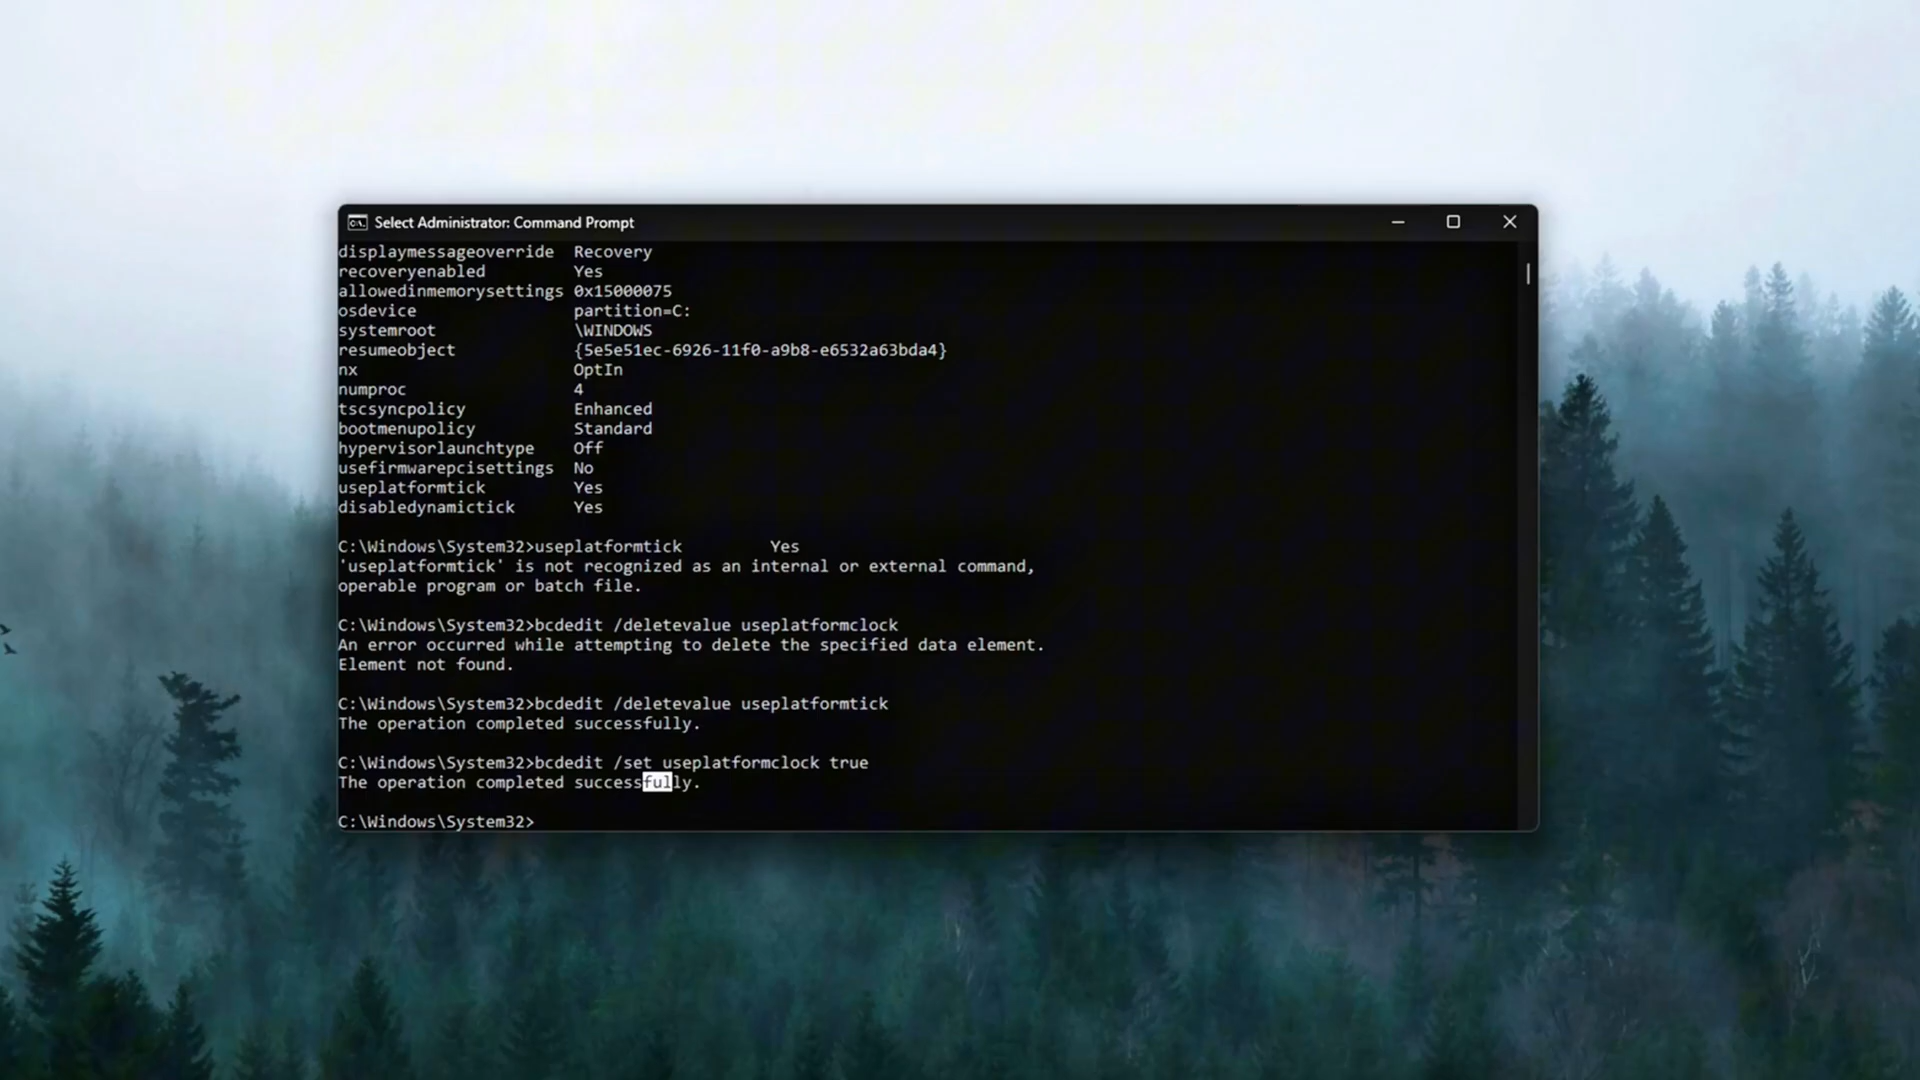 Select Administrator: Command Prompt
displaymessageoverride  Recovery
recoveryenabled         Yes
allowedinmemorysettings 0x15000075
osdevice                partition=C:
systemroot              \WINDOWS
resumeobject            {5e5e51ec-6926-11f0-a9b8-e6532a63bda4}
nx                      OptIn
numproc                 4
tscsyncpolicy           Enhanced
bootmenupolicy          Standard
hypervisorlaunchtype    Off
usefirmwarepcisettings  No
useplatformtick         Yes
disabledynamictick      Yes
C:\Windows\System32>useplatformtick         Yes
'useplatformtick' is not recognized as an internal or external command,
operable program or batch file.
C:\Windows\System32>bcdedit /deletevalue useplatformclock
An error occurred while attempting to delete the specified data element.
Element not found.
C:\Windows\System32>bcdedit /deletevalue useplatformtick
The operation completed successfully.
C:\Windows\System32>bcdedit /set useplatformclock true
The operation completed successfully.
C:\Windows\System32>